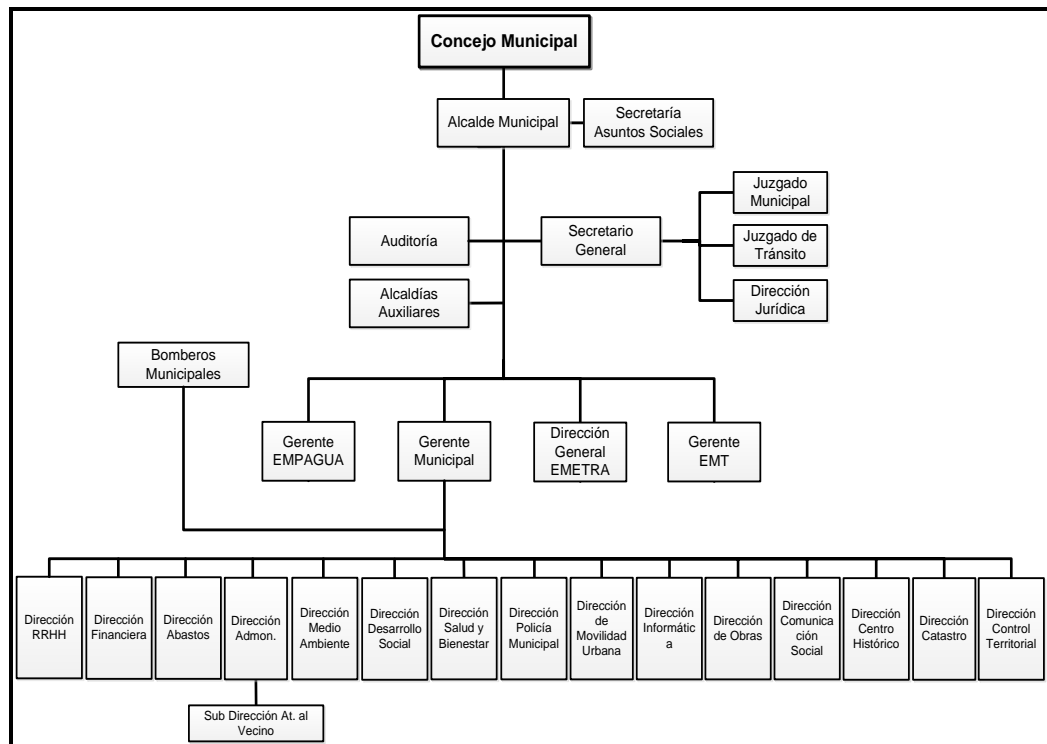 Concejo Municipal
Alcalde Municipal
Secretaría
Asuntos Sociales
Juzgado
Municipal
Auditoría
Secretario
General
Juzgado de
Tránsito
Alcaldías
Auxiliares
Dirección
Jurídica
Bomberos
Municipales
Gerente
EMPAGUA
Gerente
Municipal
Dirección
General
EMETRA
Gerente
EMT
Dirección
RRHH
Dirección
Financiera
Dirección
Abastos
Dirección
Admon.
Dirección
Medio
Ambiente
Dirección
Desarrollo
Social
Dirección
Salud y
Bienestar
Dirección
Policía
Municipal
Dirección
de
Movilidad
Urbana
Dirección
Informátic
a
Dirección
de Obras
Dirección
Comunica
ción
Social
Dirección
Centro
Histórico
Dirección
Catastro
Dirección
Control
Territorial
Sub Dirección At. al
Vecino